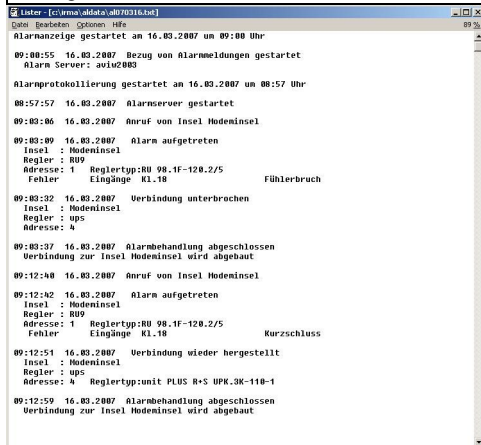 Lister - [c:\irma\aldata\al070316.txt]
Datei Bearbeiten Optionen Hilfe 89 %
Alarmanzeige gestartet am 16.03.2007 um 09:00 Uhr
09:00:55 16.03.2007 Bezug von Alarmmeldungen gestartet
Alarm Server: aviw2003
Alarmprotokollierung gestartet am 16.03.2007 um 08:57 Uhr
08:57:57 16.03.2007 Alarmserver gestartet
09:03:06 16.03.2007 Anruf von Insel Modeminsel
09:03:09 16.03.2007 Alarm aufgetreten
Insel : Modeminsel
Regler : RU9
Adresse: 1 Reglertyp:RU 98.1F-120.2/5
Fehler Eingänge Kl.18 Fühlerbruch
09:03:32 16.03.2007 Verbindung unterbrochen
Insel : Modeminsel
Regler : ups
Adresse: 4
09:03:37 16.03.2007 Alarmbehandlung abgeschlossen
Verbindung zur Insel Modeminsel wird abgebaut
09:12:40 16.03.2007 Anruf von Insel Modeminsel
09:12:42 16.03.2007 Alarm aufgetreten
Insel : Modeminsel
Regler : RU9
Adresse: 1 Reglertyp:RU 98.1F-120.2/5
Fehler Eingänge Kl.18 Kurzschluss
09:12:51 16.03.2007 Verbindung wieder hergestellt
Insel : Modeminsel
Regler : ups
Adresse: 4 Reglertyp:unit PLUS R+S UPK.3K-110-1
09:12:59 16.03.2007 Alarmbehandlung abgeschlossen
Verbindung zur Insel Modeminsel wird abgebaut